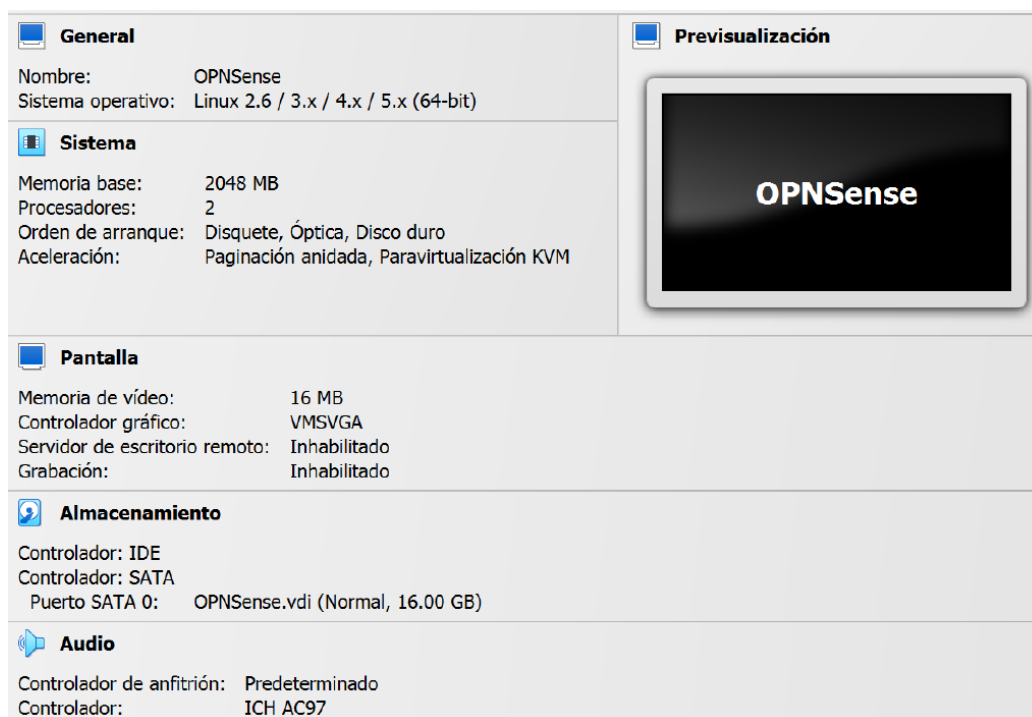 General
Nombre: OPNSense
Sistema operativo: Linux 2.6 / 3.x / 4.x / 5.x (64-bit)
Sistema
Memoria base: 2048 MB
Procesadores: 2
Orden de arranque: Disquete, Óptica, Disco duro
Aceleración: Paginación anidada, Paravirtualización KVM
Previsualización
OPNSense
Pantalla
Memoria de vídeo: 16 MB
Controlador gráfico: VMSVGA
Servidor de escritorio remoto: Inhabilitado
Grabación: Inhabilitado
Almacenamiento
Controlador: IDE
Controlador: SATA
Puerto SATA 0: OPNSense.vdi (Normal, 16.00 GB)
Audio
Controlador de anfitrión: Predeterminado
Controlador: ICH AC97